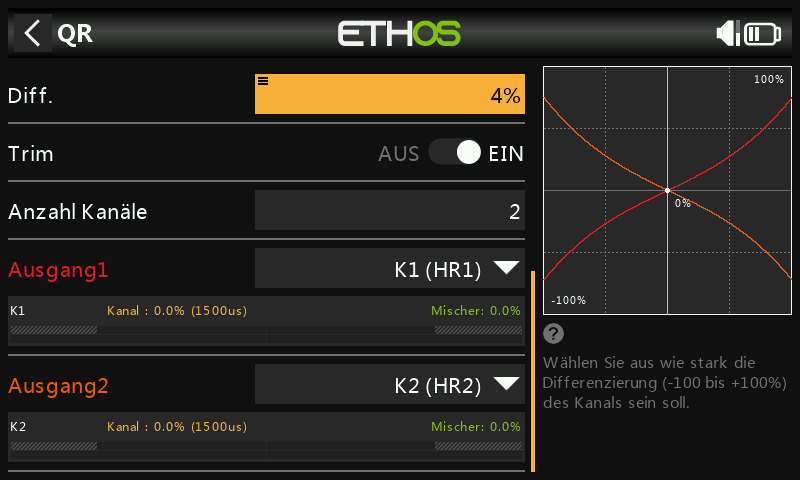 QR
ETHOS
Diff.
4%
Trim
AUS EIN
Anzahl Kanäle
2
Ausgang1
K1 (HR1)
K1 Kanal : 0.0% (1500us) Mischer: 0.0%
Ausgang2
K2 (HR2)
K2 Kanal : 0.0% (1500us) Mischer: 0.0%
100%
0%
-100%
?
Wählen Sie aus wie stark die
Differenzierung (-100 bis +100%)
des Kanals sein soll.